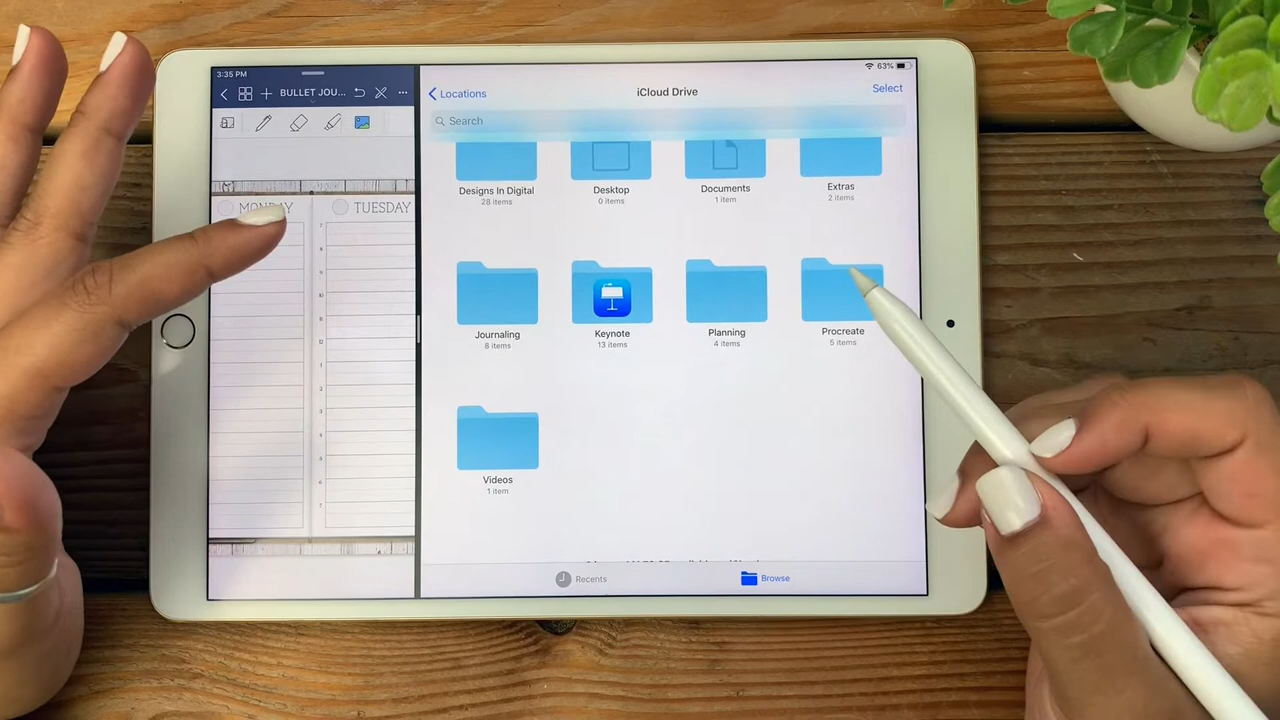 3:35 PM
63%
BULLET JOU...
Locations
iCloud Drive
Select
Search
Designs In Digital
28 items
Desktop
0 items
Documents
1 item
Extras
2 items
MONDAY
TUESDAY
Journaling
8 items
Keynote
13 items
Planning
4 items
Procreate
5 items
Videos
1 item
Recents
Browse